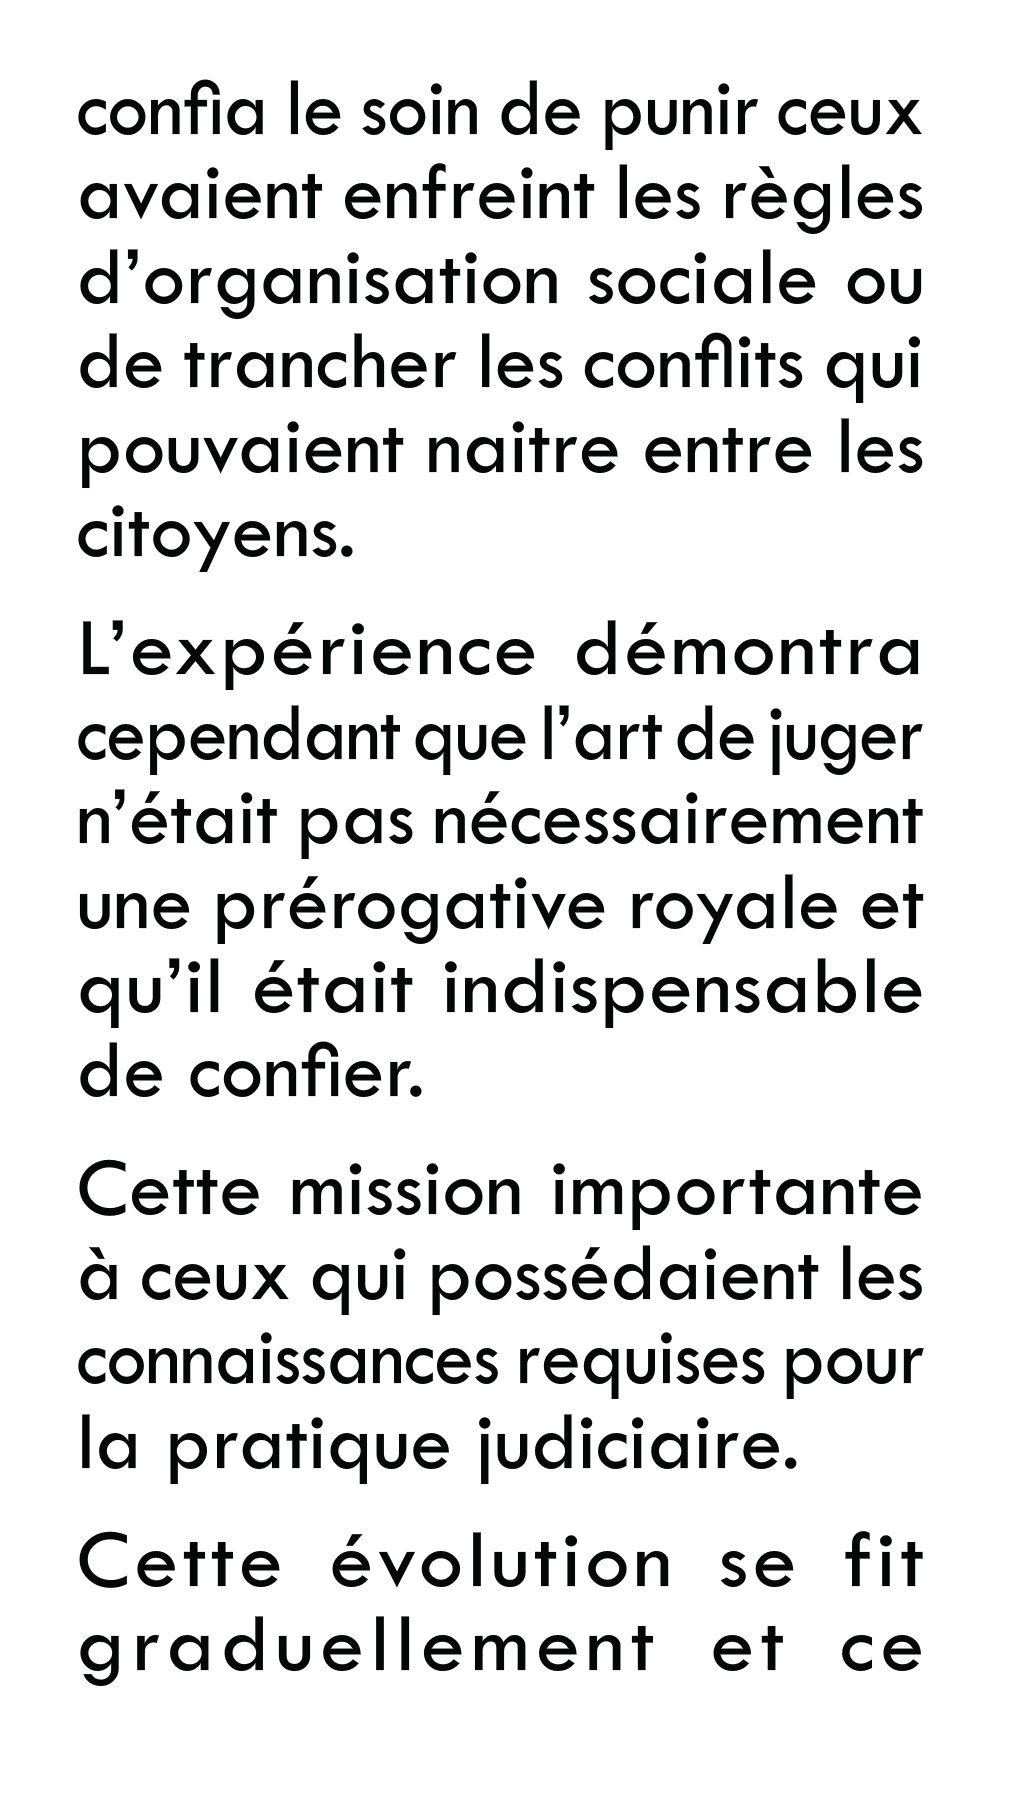 confia le soin de punir ceux
avaient enfreint les règles
d’organisation sociale ou
de trancher les conflits qui
pouvaient naitre entre les
citoyens.
L’expérience démontra
cependant que l’art de juger
n’était pas nécessairement
une prérogative royale et
qu’il était indispensable
de confier.
Cette mission importante
à ceux qui possédaient les
connaissances requises pour
la pratique judiciaire.
Cette évolution se fit
graduellement et ce